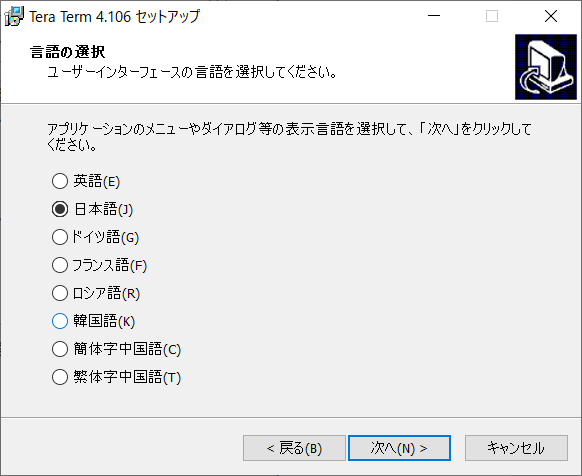 Tera Term 4.106 セットアップ
言語の選択
ユーザーインターフェースの言語を選択してください。
アプリケーションのメニューやダイアログ等の表示言語を選択して、「次へ」をクリックして
ください。
英語(E)
日本語(J)
ドイツ語(G)
フランス語(F)
ロシア語(R)
韓国語(K)
簡体字中国語(C)
繁体字中国語(T)
< 戻る(B)
次へ(N) >
キャンセル